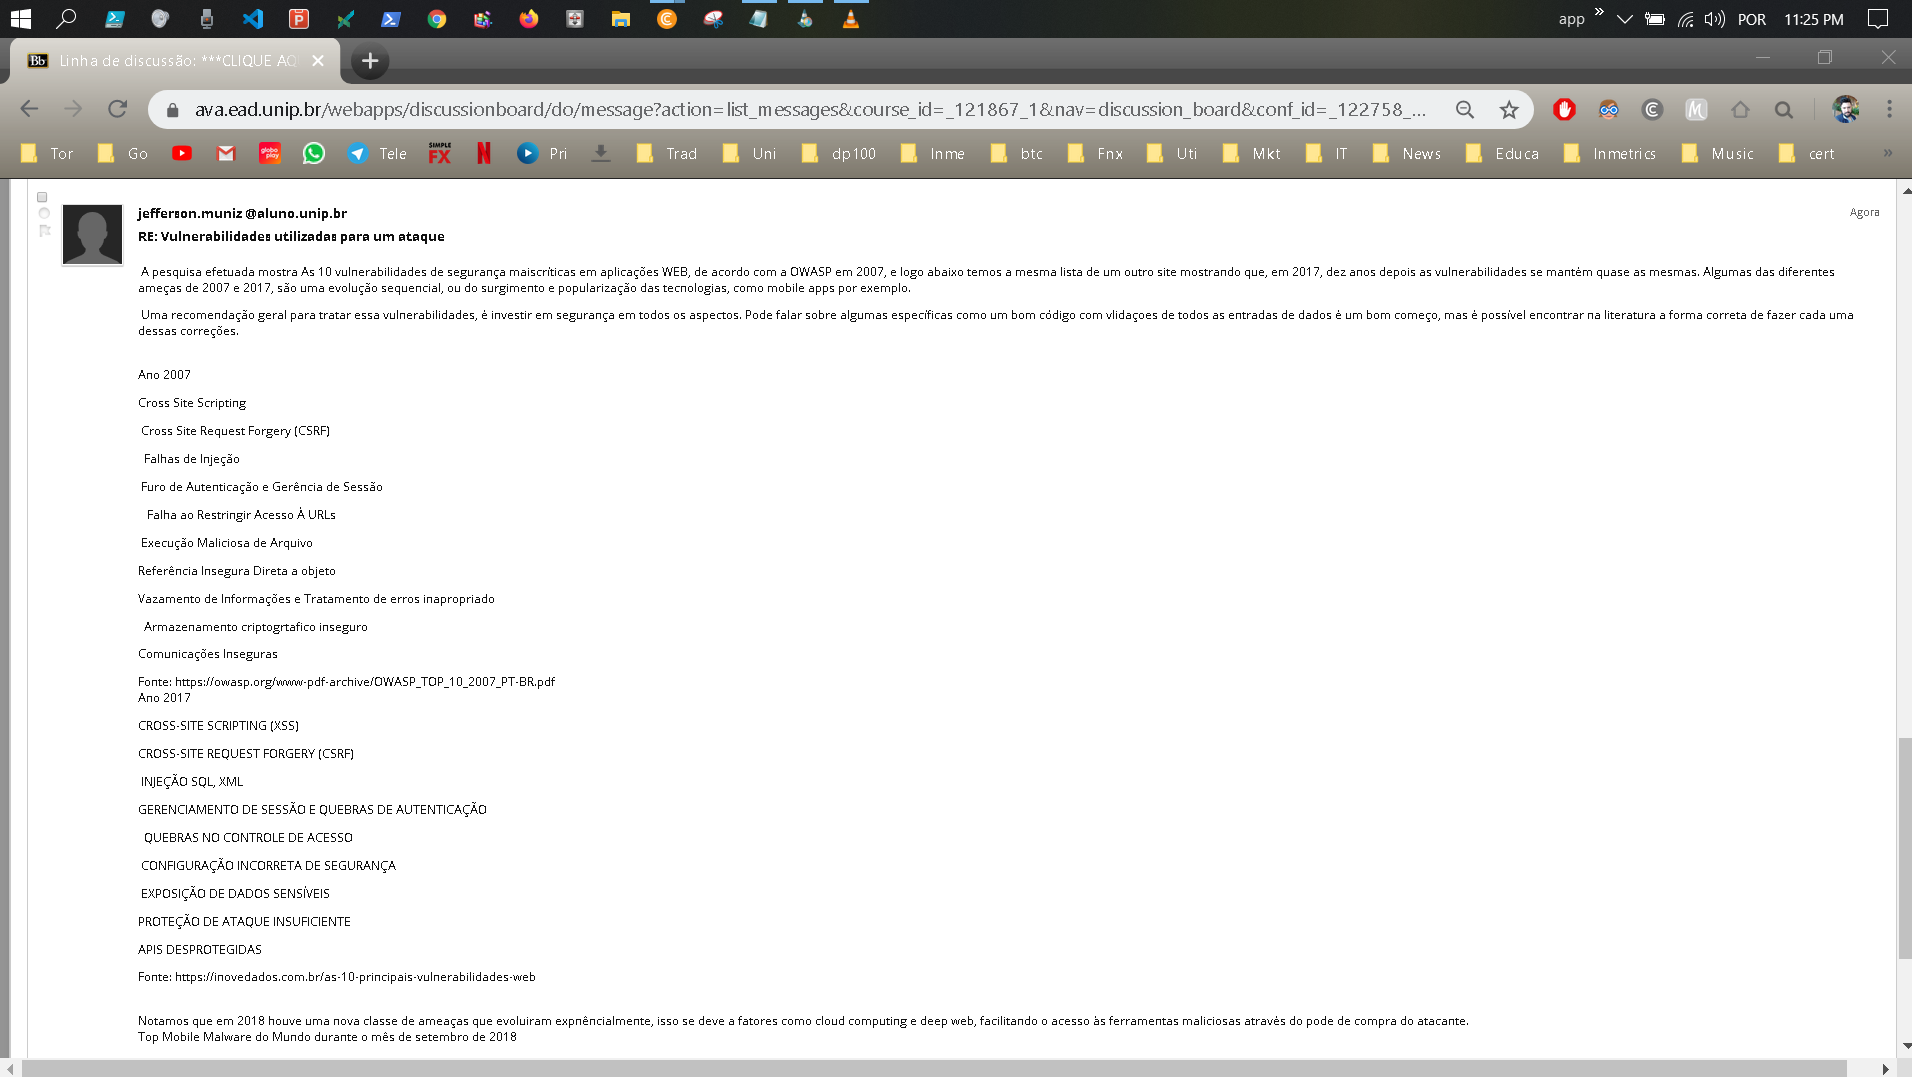 app
POR
11:25 PM
Bb
Linha de discussão: ***CLIQUE AQ
ava.ead.unip.br/webapps/discussionboard/do/message?action=list_messages&course_id=_121867_1&nav=discussion_board&conf_id=_122758_...
Tor
Go
globo play
Tele
SIMPLE FX
Pri
Trad
Uni
dp100
Inme
btc
Fnx
Uti
Mkt
IT
News
Educa
Inmetrics
Music
cert
»
jefferson.muniz @aluno.unip.br
Agora
RE: Vulnerabilidades utilizadas para um ataque
A pesquisa efetuada mostra As 10 vulnerabilidades de segurança maiscríticas em aplicações WEB, de acordo com a OWASP em 2007, e logo abaixo temos a mesma lista de um outro site mostrando que, em 2017, dez anos depois as vulnerabilidades se mantém quase as mesmas. Algumas das diferentes
ameças de 2007 e 2017, são uma evolução sequencial, ou do surgimento e popularização das tecnologias, como mobile apps por exemplo.
Uma recomendação geral para tratar essa vulnerabilidades, é investir em segurança em todos os aspectos. Pode falar sobre algumas específicas como um bom código com vlidaçoes de todos as entradas de dados é um bom começo, mas é possível encontrar na literatura a forma correta de fazer cada uma
dessas correções.
Ano 2007
Cross Site Scripting
Cross Site Request Forgery (CSRF)
Falhas de Injeção
Furo de Autenticação e Gerência de Sessão
Falha ao Restringir Acesso À URLs
Execução Maliciosa de Arquivo
Referência Insegura Direta a objeto
Vazamento de Informações e Tratamento de erros inapropriado
Armazenamento criptogrtafico inseguro
Comunicações Inseguras
Fonte: https://owasp.org/www-pdf-archive/OWASP_TOP_10_2007_PT-BR.pdf
Ano 2017
CROSS-SITE SCRIPTING (XSS)
CROSS-SITE REQUEST FORGERY (CSRF)
INJEÇÃO SQL, XML
GERENCIAMENTO DE SESSÃO E QUEBRAS DE AUTENTICAÇÃO
QUEBRAS NO CONTROLE DE ACESSO
CONFIGURAÇÃO INCORRETA DE SEGURANÇA
EXPOSIÇÃO DE DADOS SENSÍVEIS
PROTEÇÃO DE ATAQUE INSUFICIENTE
APIS DESPROTEGIDAS
Fonte: https://inovedados.com.br/as-10-principais-vulnerabilidades-web
Notamos que em 2018 houve uma nova classe de ameaças que evoluiram expnêncialmente, isso se deve a fatores como cloud computing e deep web, facilitando o acesso às ferramentas maliciosas através do pode de compra do atacante.
Top Mobile Malware do Mundo durante o mês de setembro de 2018